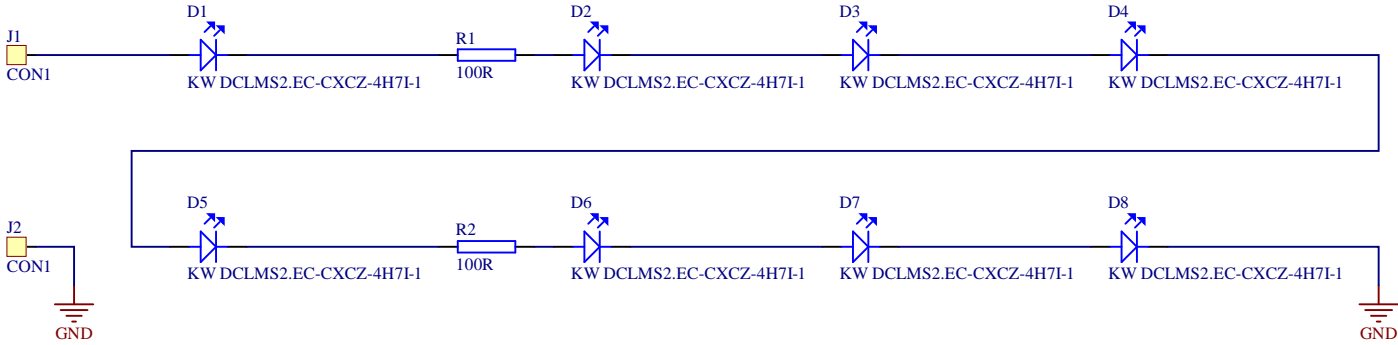 D1
D2
D3
D4
J1
R1
CON1
100R
KW DCLMS2.EC-CXCZ-4H7I-1
KW DCLMS2.EC-CXCZ-4H7I-1
KW DCLMS2.EC-CXCZ-4H7I-1
KW DCLMS2.EC-CXCZ-4H7I-1
D5
D6
D7
D8
J2
R2
CON1
100R
KW DCLMS2.EC-CXCZ-4H7I-1
KW DCLMS2.EC-CXCZ-4H7I-1
KW DCLMS2.EC-CXCZ-4H7I-1
KW DCLMS2.EC-CXCZ-4H7I-1
GND
GND